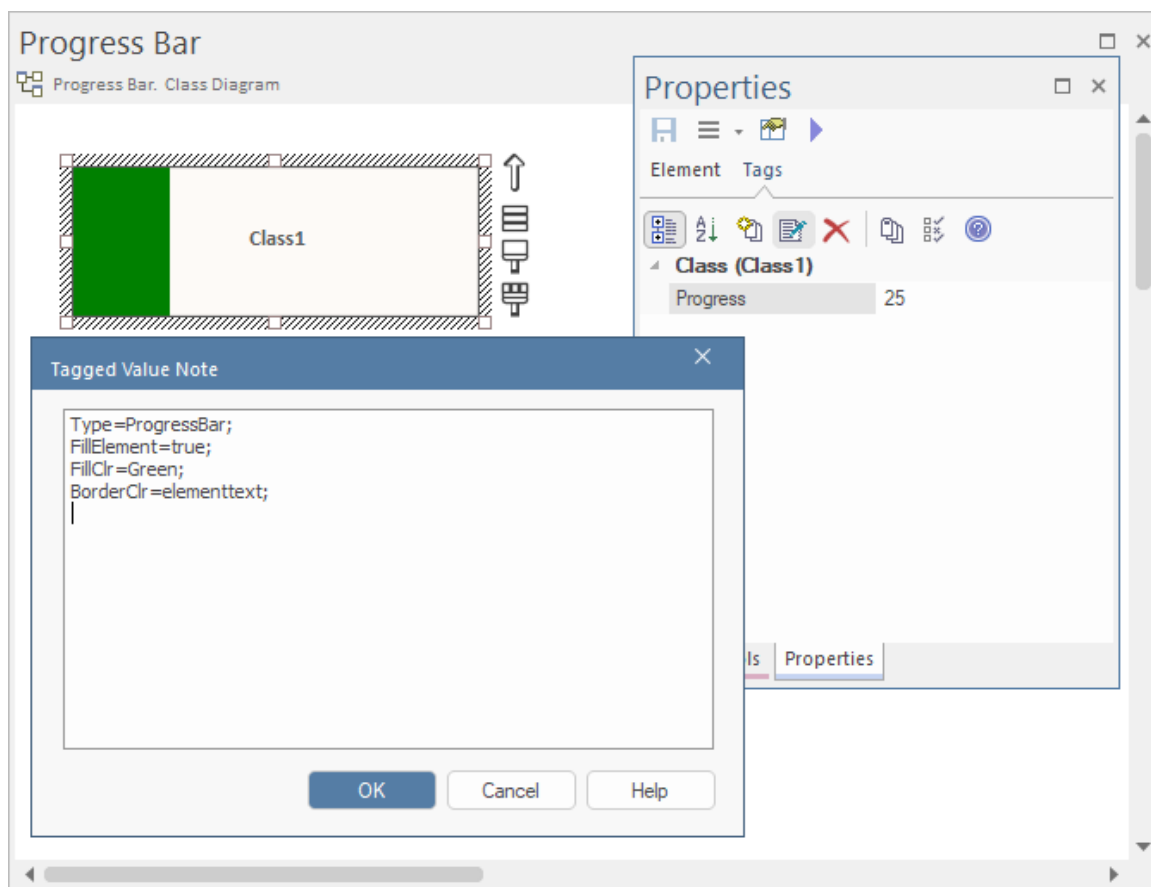 Progress Bar
Progress Bar. Class Diagram
Class1
Properties
Element Tags
Class (Class1)
Progress 25
Tagged Value Note
Type=ProgressBar;
FillElement=true;
FillClr=Green;
BorderClr=elementtext;
OK Cancel Help
ls Properties